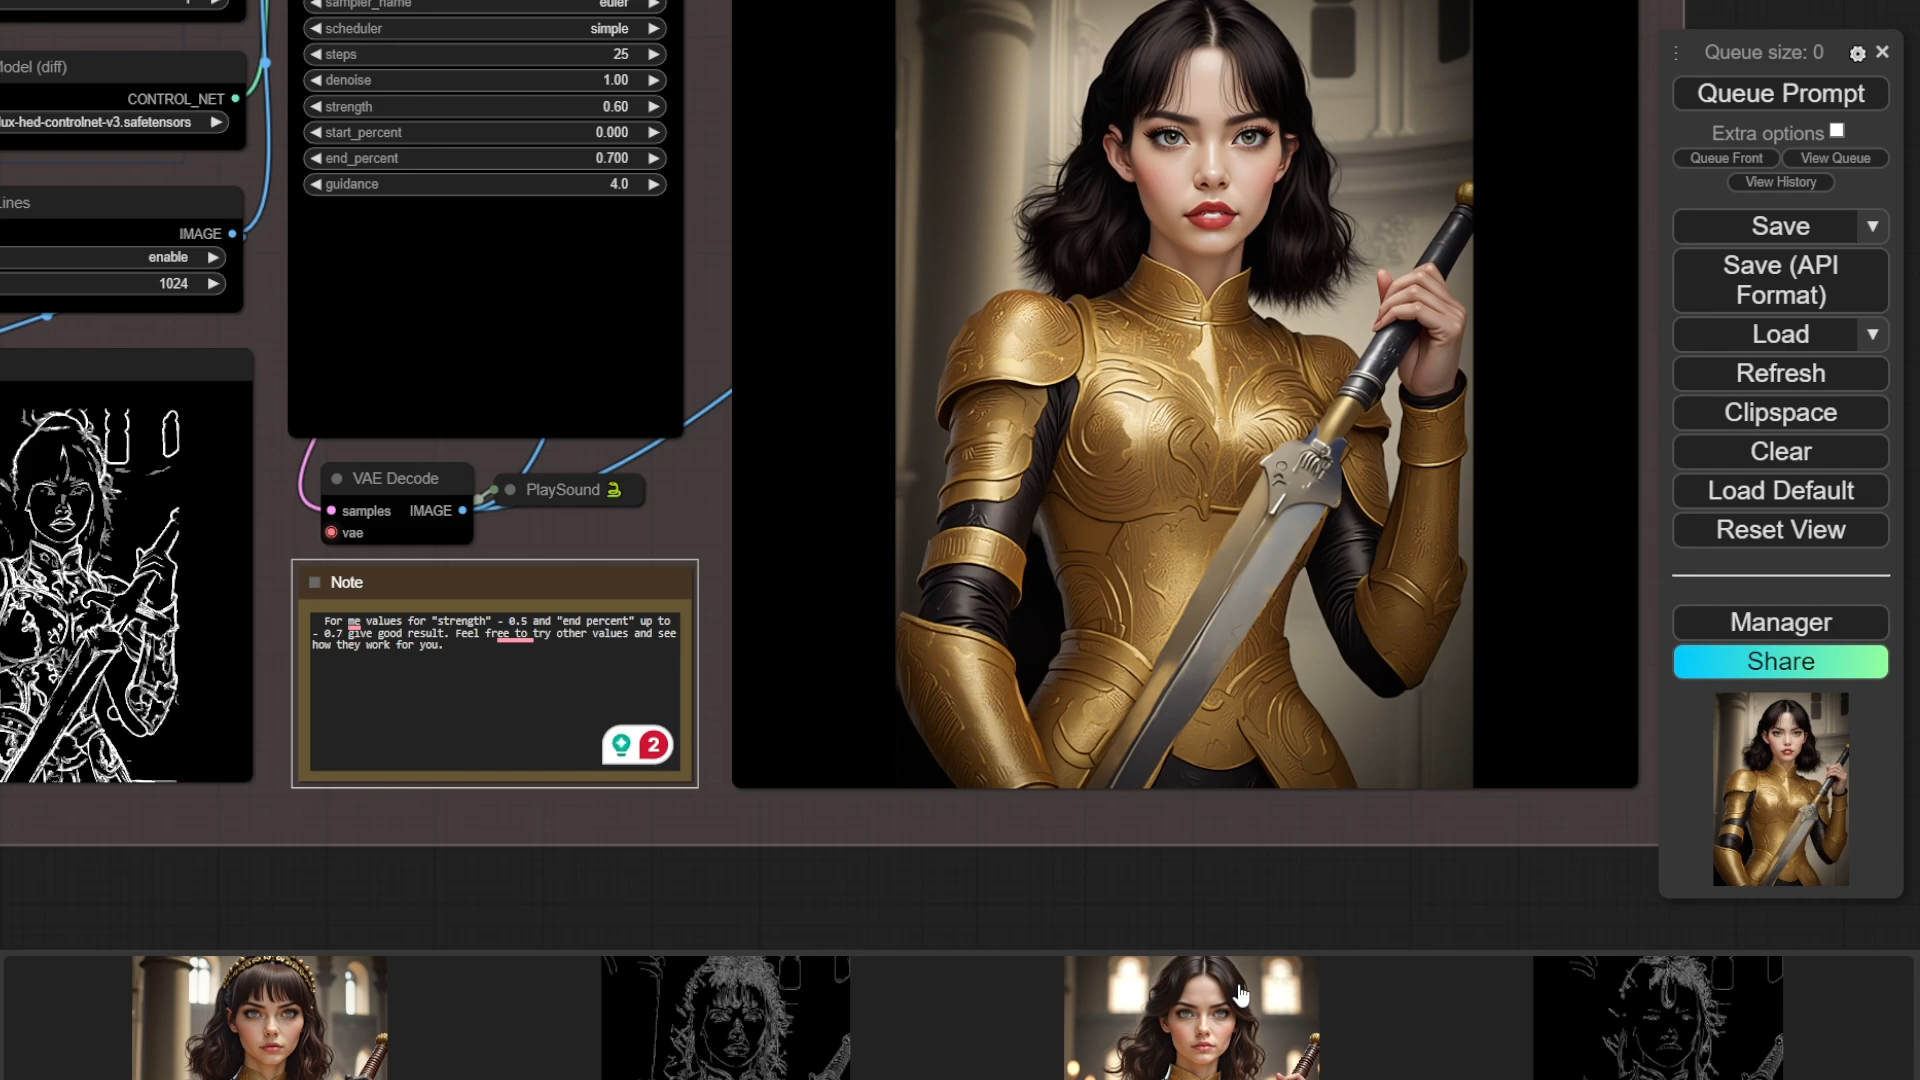 sampler_name euler
scheduler simple
steps 25
denoise 1.00
strength 0.60
start_percent 0.000
end_percent 0.700
guidance 4.0
Model (diff)
CONTROL_NET
lux-hed-controlnet-v3.safetensors
Lines
IMAGE
enable
1024
VAE Decode
samples IMAGE
vae
PlaySound
Note
For me values for "strength" - 0.5 and "end percent" up to
- 0.7 give good result. Feel free to try other values and see
how they work for you.
2
Queue size: 0
Queue Prompt
Extra options
Queue Front View Queue
View History
Save
Save (API
Format)
Load
Refresh
Clipspace
Clear
Load Default
Reset View
Manager
Share